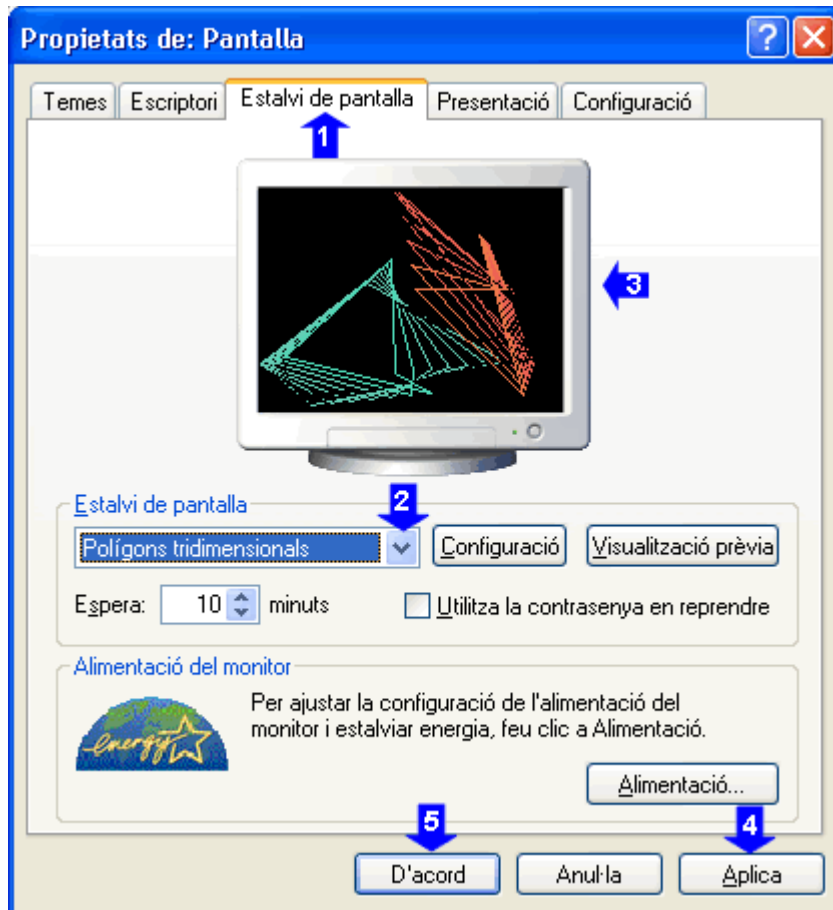 Propietats de: Pantalla
Temes Escriptori Estalvi de pantalla Presentació Configuració
1
3
2
Estalvi de pantalla
Polígons tridimensionals Configuració Visualització prèvia
Espera: 10 minuts Utilitza la contrasenya en reprendre
Alimentació del monitor
energy
Per ajustar la configuració de l'alimentació del
monitor i estalviar energia, feu clic a Alimentació.
Alimentació...
5 4
D'acord Anul·la Aplica